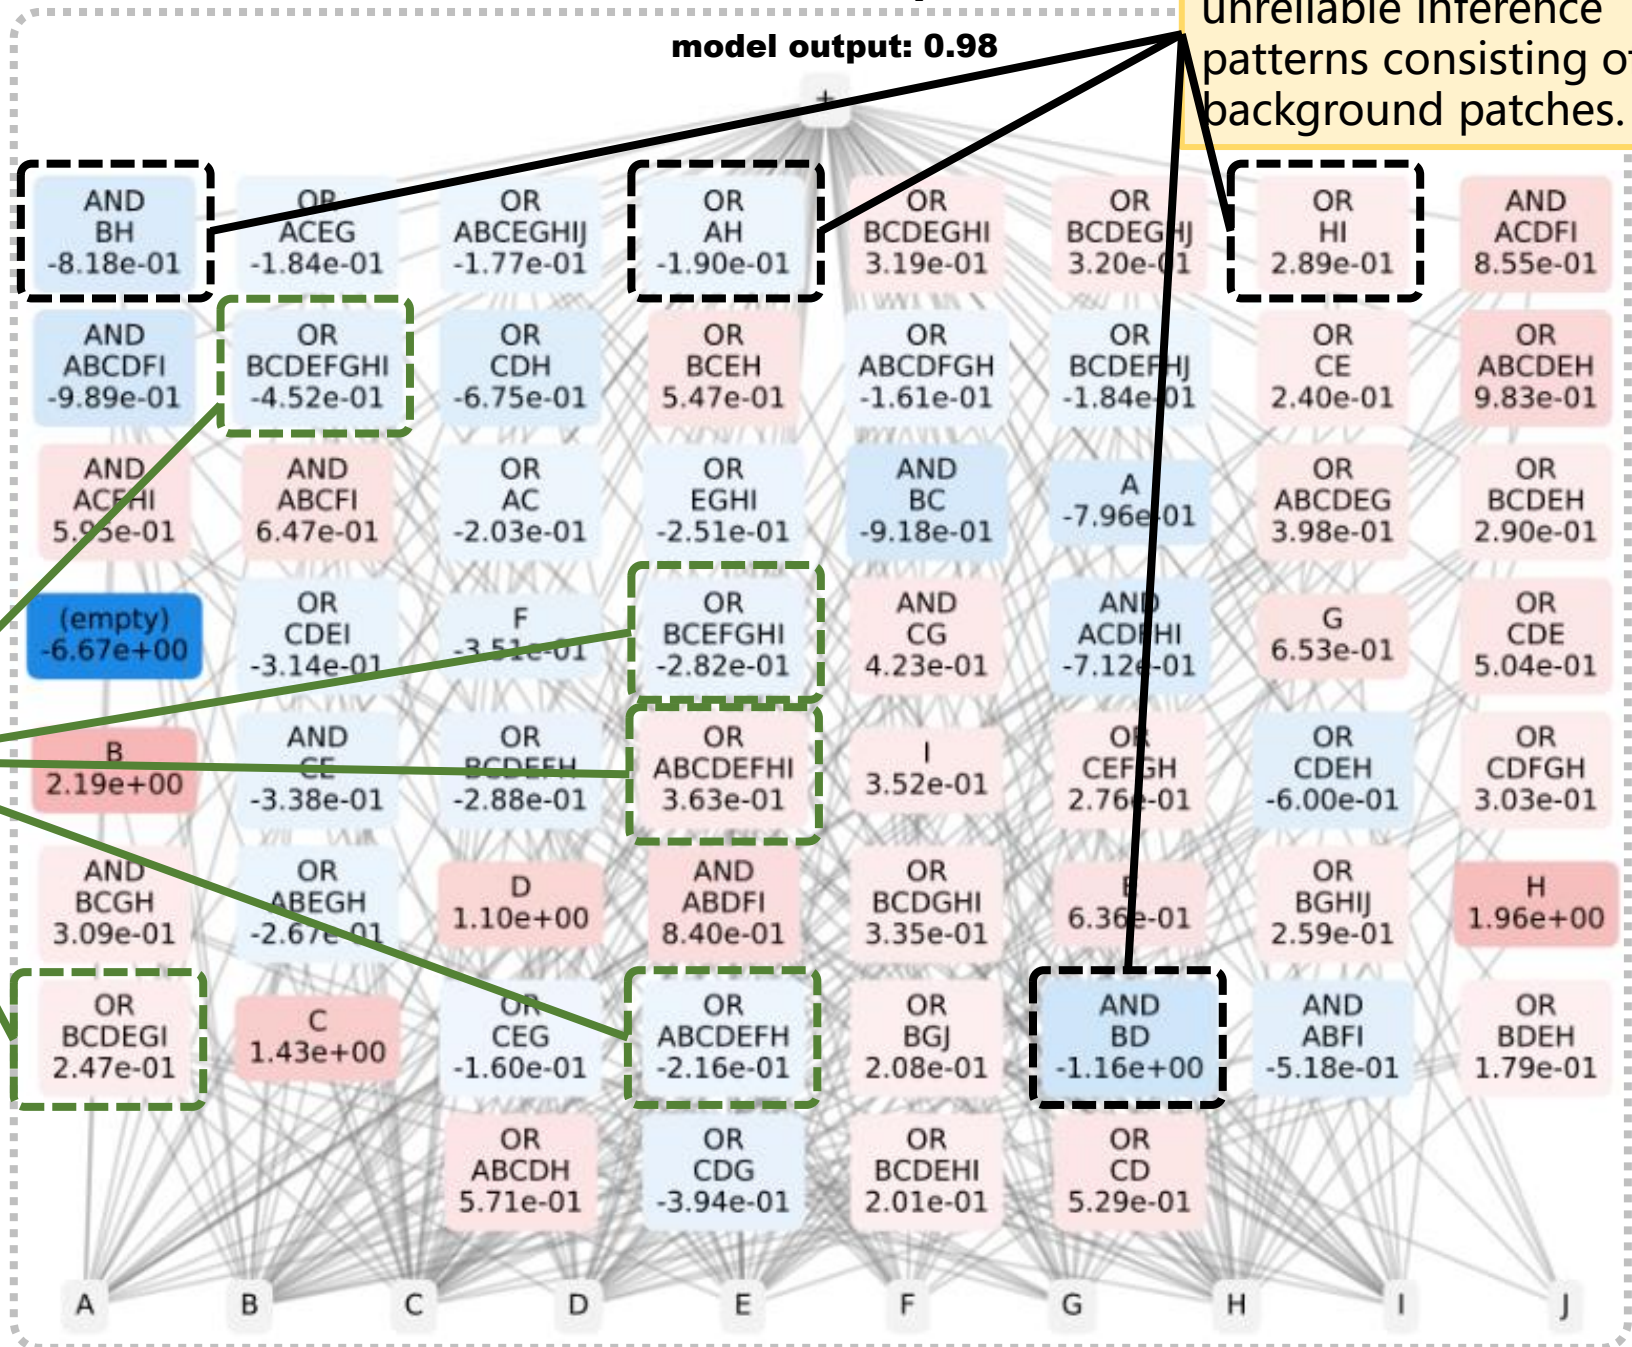 unreliable inference
patterns consisting of
background patches.
model output: 0.98
+
AND
BH
-8.18e-01
OR
ACEG
-1.84e-01
OR
ABCEGHIJ
-1.77e-01
OR
AH
-1.90e-01
OR
BCDEGHI
3.19e-01
OR
BCDEGHJ
3.20e-01
OR
HI
2.89e-01
AND
ACDFI
8.55e-01
AND
ABCDFI
-9.89e-01
OR
BCDEFGHI
-4.52e-01
OR
CDH
-6.75e-01
OR
BCEH
5.47e-01
OR
ABCDFGH
-1.61e-01
OR
BCDEFHJ
-1.84e-01
OR
CE
2.40e-01
OR
ABCDEH
9.83e-01
AND
ACFHI
5.95e-01
AND
ABCFI
6.47e-01
OR
AC
-2.03e-01
OR
EGHI
-2.51e-01
AND
BC
-9.18e-01
A
-7.96e-01
OR
ABCDEG
3.98e-01
OR
BCDEH
2.90e-01
(empty)
-6.67e+00
OR
CDEI
-3.14e-01
F
-3.51e-01
OR
BCEFGHI
-2.82e-01
AND
CG
4.23e-01
AND
ACDFHI
-7.12e-01
G
6.53e-01
OR
CDE
5.04e-01
B
2.19e+00
AND
CE
-3.38e-01
OR
BCDEFH
-2.88e-01
OR
ABCDEFHI
3.63e-01
I
3.52e-01
OR
CEFGH
2.76e-01
OR
CDEH
-6.00e-01
OR
CDFGH
3.03e-01
AND
BCGH
3.09e-01
OR
ABEGH
-2.67e-01
D
1.10e+00
AND
ABDFI
8.40e-01
OR
BCDGHI
3.35e-01
E
6.36e-01
OR
BGHIJ
2.59e-01
H
1.96e+00
OR
BCDEGI
2.47e-01
C
1.43e+00
OR
CEG
-1.60e-01
OR
ABCDEFH
-2.16e-01
OR
BGJ
2.08e-01
AND
BD
-1.16e+00
AND
ABFI
-5.18e-01
OR
BDEH
1.79e-01
OR
ABCDH
5.71e-01
OR
CDG
-3.94e-01
OR
BCDEHI
2.01e-01
OR
CD
5.29e-01
A B C D E F G H I J